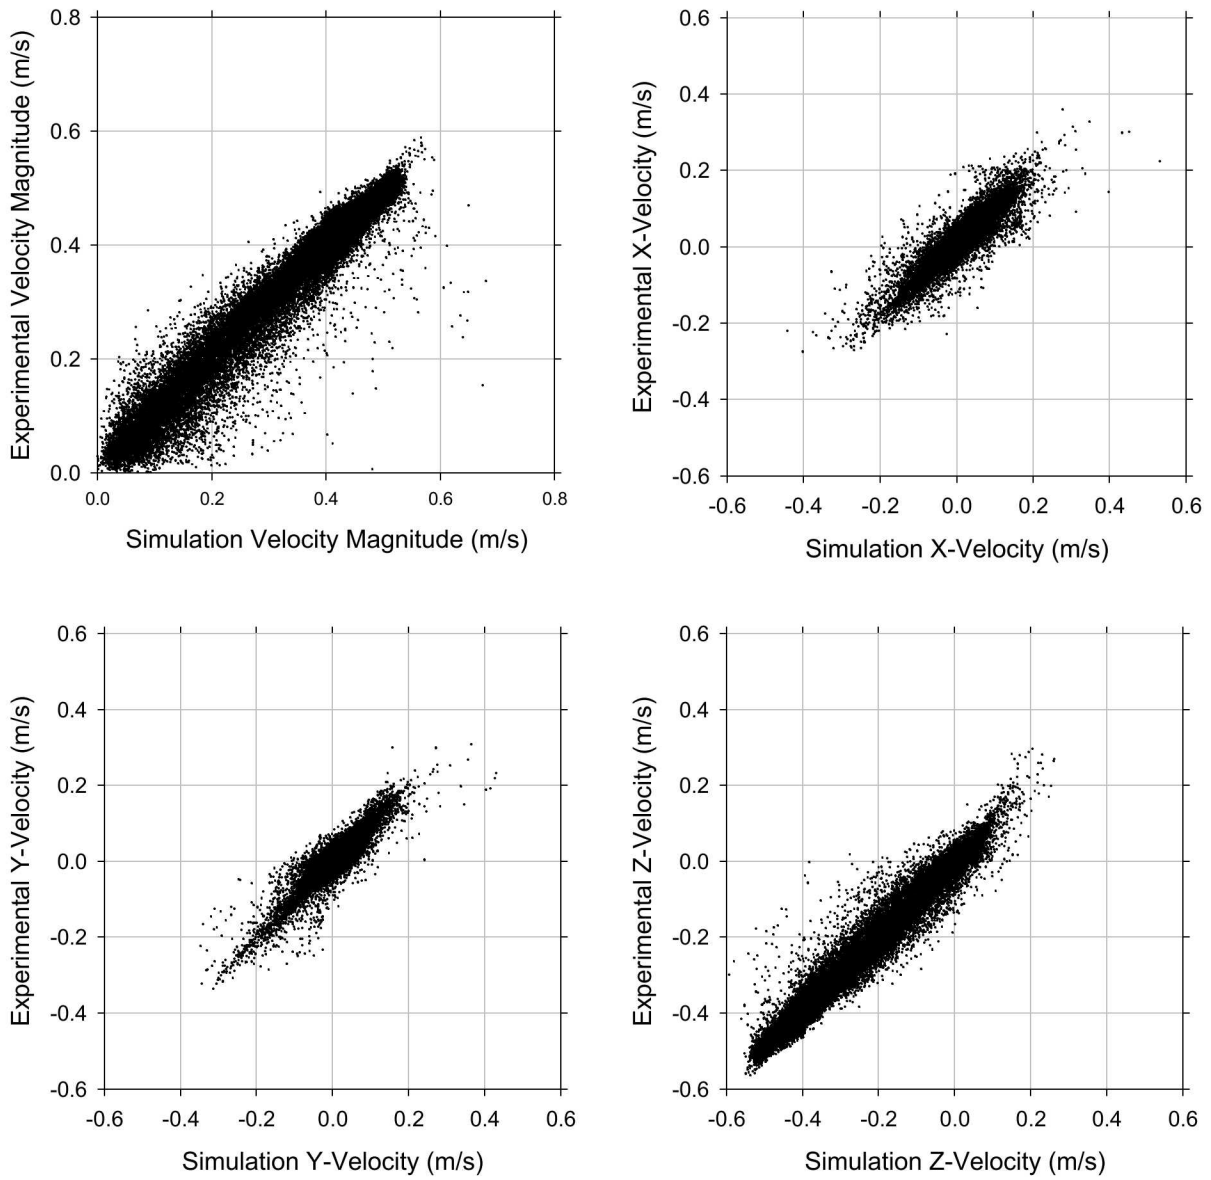 0.8
0.6
0.4
0.2
0.0
0.0 0.2 0.4 0.6 0.8
Experimental Velocity Magnitude (m/s)
Simulation Velocity Magnitude (m/s)
0.6
0.4
0.2
0.0
-0.2
-0.4
-0.6
-0.6 -0.4 -0.2 0.0 0.2 0.4 0.6
Experimental X-Velocity (m/s)
Simulation X-Velocity (m/s)
0.6
0.4
0.2
0.0
-0.2
-0.4
-0.6
-0.6 -0.4 -0.2 0.0 0.2 0.4 0.6
Experimental Y-Velocity (m/s)
Simulation Y-Velocity (m/s)
0.6
0.4
0.2
0.0
-0.2
-0.4
-0.6
-0.6 -0.4 -0.2 0.0 0.2 0.4 0.6
Experimental Z-Velocity (m/s)
Simulation Z-Velocity (m/s)